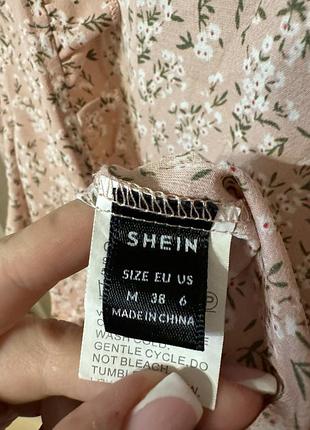 SHEIN
SIZE EU US
M 38 6
MADE IN CHINA
WASH COLD
GENTLE CYCLE.DO
NOT BLEACH
TUMBLE